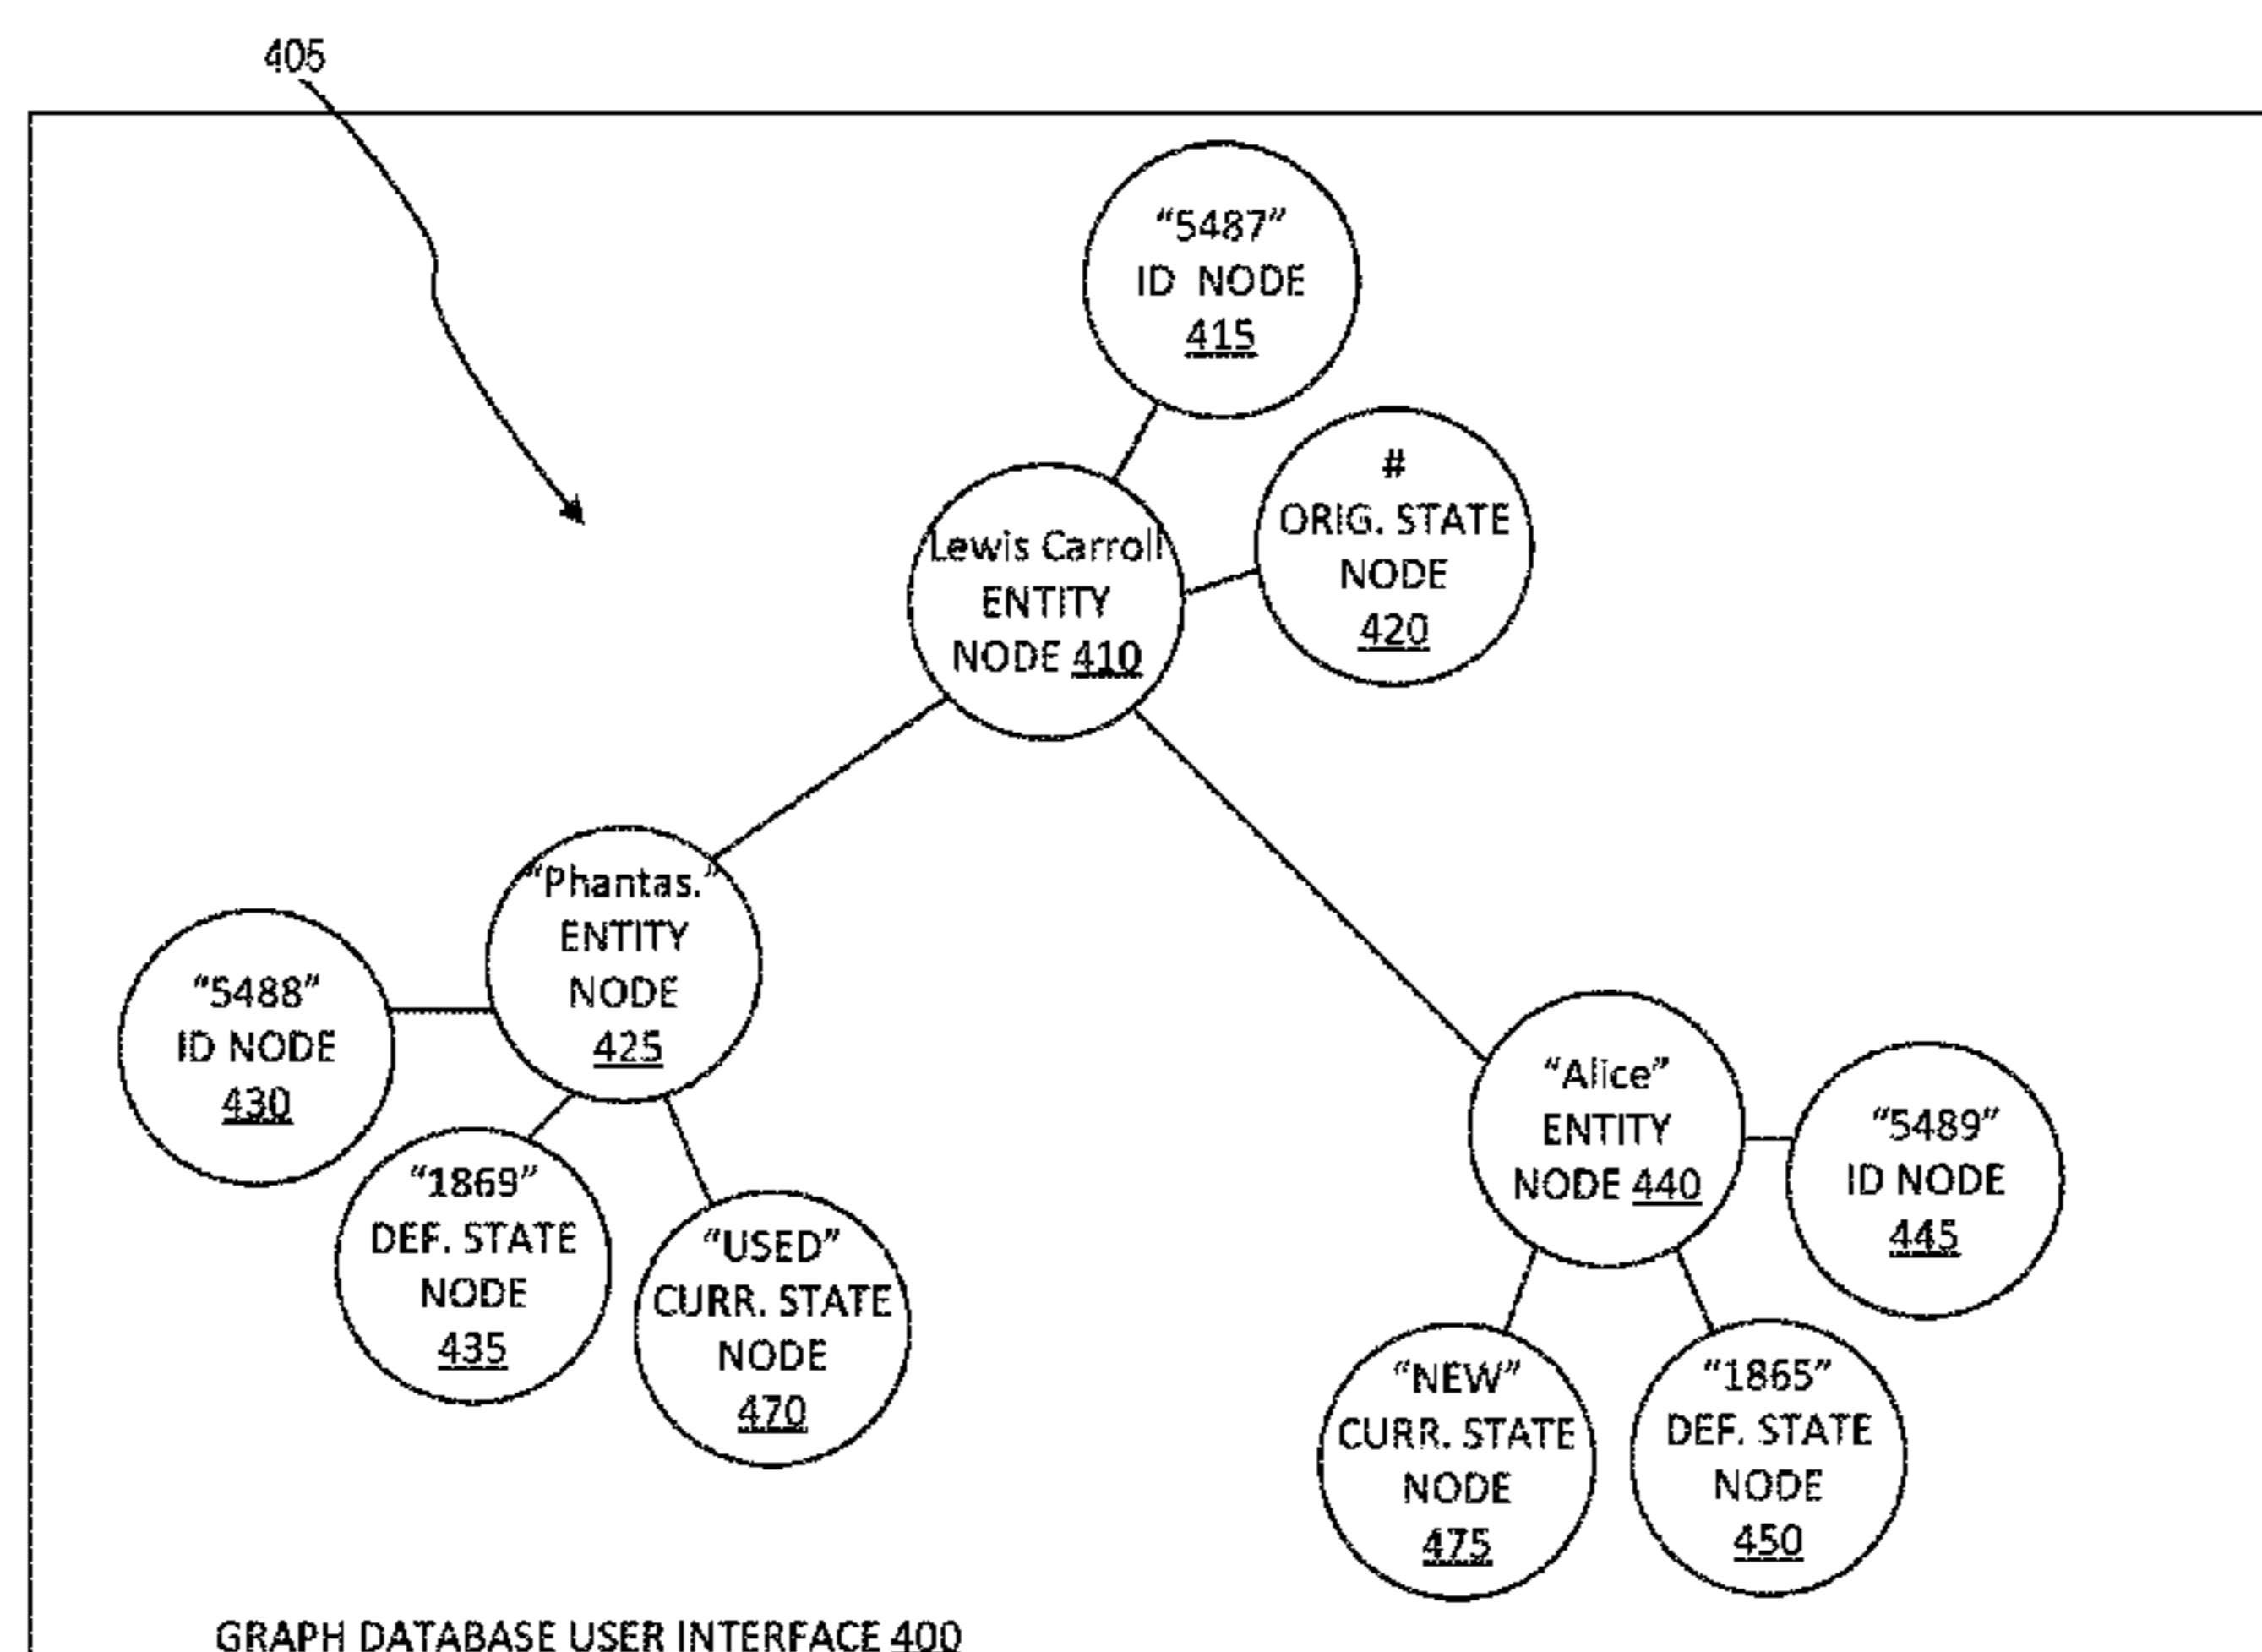 405
“5487”
ID NODE
415
#
ORIG. STATE
NODE
420
Lewis Carroll
ENTITY
NODE 410
“Phantas.”
ENTITY
NODE
425
“5488”
ID NODE
430
“1869”
DEF. STATE
NODE
435
“USED”
CURR. STATE
NODE
470
“Alice”
ENTITY
NODE 440
“5489”
ID NODE
445
“NEW”
CURR. STATE
NODE
475
“1865”
DEF. STATE
NODE
450
GRAPH DATABASE USER INTERFACE 400